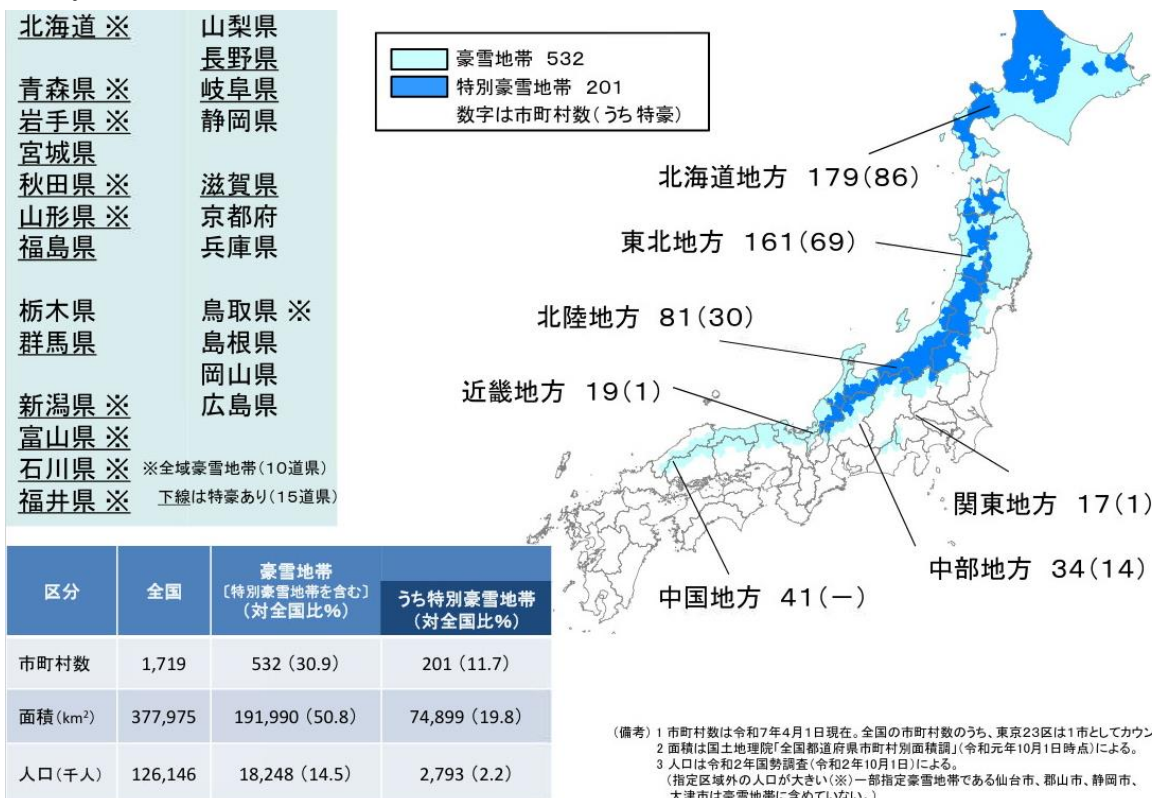 北海道 ※
青森県 ※
岩手県 ※
宮城県
秋田県 ※
山形県 ※
福島県
栃木県
群馬県
新潟県 ※
富山県 ※
石川県 ※
福井県 ※
山梨県
長野県
岐阜県
静岡県
滋賀県
京都府
兵庫県
鳥取県 ※
島根県
岡山県
広島県
※全域豪雪地帯(10道県)
下線は特豪あり(15道県)
豪雪地帯 532
特別豪雪地帯 201
数字は市町村数(うち特豪)
北海道地方 179(86)
東北地方 161(69)
北陸地方 81(30)
近畿地方 19(1)
関東地方 17(1)
中部地方 34(14)
中国地方 41(-)
区分 全国 豪雪地帯
[特別豪雪地帯を含む]
(対全国比%)
うち特別豪雪地帯
(対全国比%)
市町村数 1,719 532 (30.9) 201 (11.7)
面積(km²) 377,975 191,990 (50.8) 74,899 (19.8)
人口(千人) 126,146 18,248 (14.5) 2,793 (2.2)
(備考) 1 市町村数は令和7年4月1日現在。全国の市町村数のうち、東京23区は1市としてカウン
2 面積は国土地理院「全国都道府県市町村別面積調」(令和元年10月1日時点)による。
3 人口は令和2年国勢調査(令和2年10月1日)による。
(指定区域外の人口が大きい(※)一部指定豪雪地帯である仙台市、郡山市、静岡市、
大津市は豪雪地帯に含めていない。)